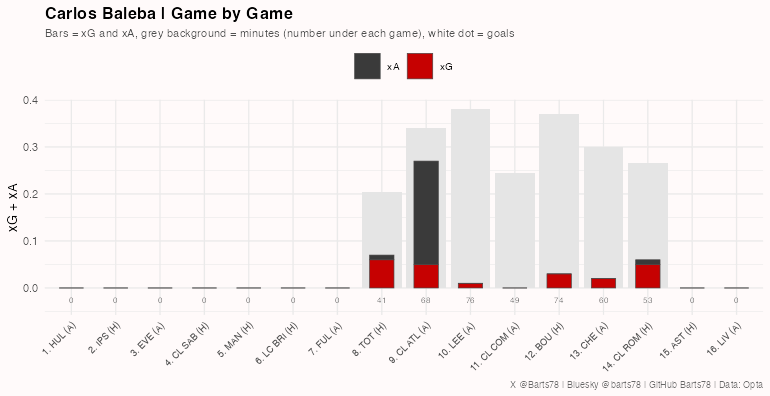 Carlos Baleba | Game by Game
Bars = xG and xA, grey background = minutes (number under each game), white dot = goals
xA xG
xG + xA
0.4
0.3
0.2
0.1
0.0
0 0 0 0 0 0 0 41 68 76 49 74 60 53 0 0
1. HUL (A)
2. IPS (H)
3. EVE (A)
4. CL SAB (H)
5. MAN (H)
6. LC BRI (H)
7. FUL (A)
8. TOT (H)
9. CL ATL (A)
10. LEE (A)
11. CL COM (A)
12. BOU (H)
13. CHE (A)
14. CL ROM (H)
15. AST (H)
16. LIV (A)
X @Barts78 | Bluesky @barts78 | GitHub Barts78 | Data: Opta